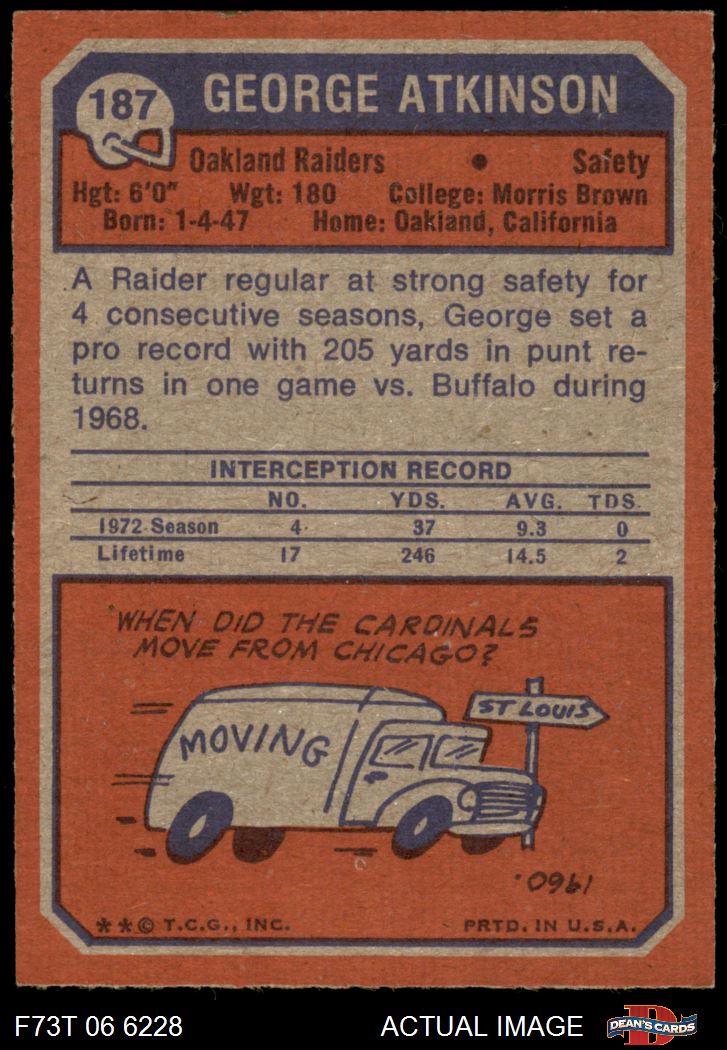 187
GEORGE ATKINSON
Oakland Raiders • Safety
Hgt: 6'0" Wgt: 180 College: Morris Brown
Born: 1-4-47 Home: Oakland, California
A Raider regular at strong safety for
4 consecutive seasons, George set a
pro record with 205 yards in punt re-
turns in one game vs. Buffalo during
1968.
INTERCEPTION RECORD
NO. YDS. AVG. TDS.
1972 Season 4 37 9.3 0
Lifetime 17 246 14.5 2
WHEN DID THE CARDINALS
MOVE FROM CHICAGO?
ST LOUIS
MOVING
1960.
**© T.C.G., INC. PRTD. IN U.S.A.
F73T 06 6228 ACTUAL IMAGE D DEAN'S CARDS